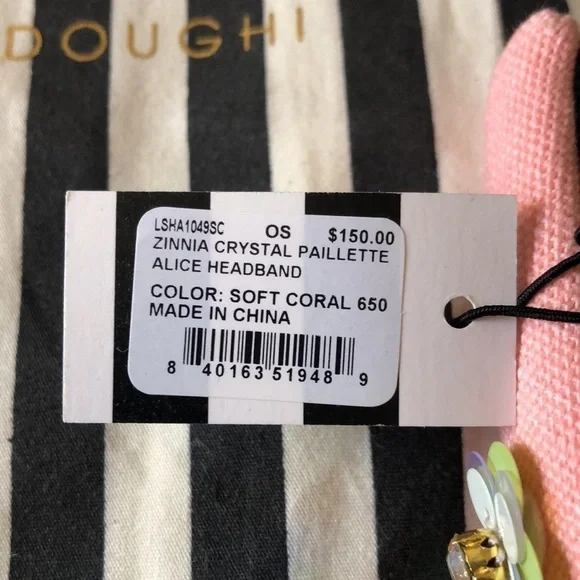 DOUGHI
LSHA1049SC OS $150.00
ZINNIA CRYSTAL PAILLETTE
ALICE HEADBAND
COLOR: SOFT CORAL 650
MADE IN CHINA
8 40163 51948 9